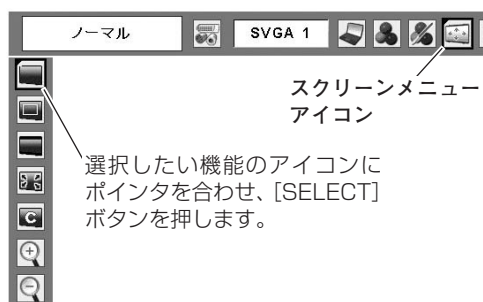 ノーマル
SVGA 1
スクリーンメニュー
アイコン
選択したい機能のアイコンに
ポインタを合わせ、[SELECT]
ボタンを押します。
C